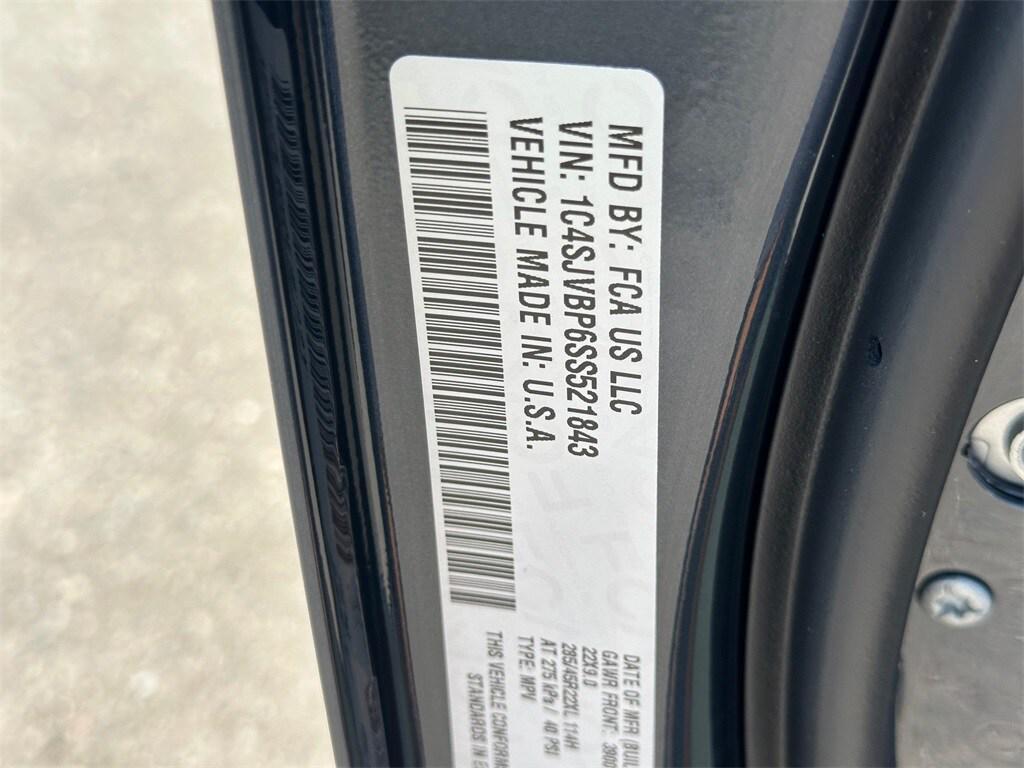 MFD BY: FCA US LLC
VIN: 1C4SJVBP6SS521843
VEHICLE MADE IN: U.S.A.
DATE OF MFR
GAWR FRONT:
22X9.0
285/45R22XL 114H
AT 275 kPa / 40 PSI
TYPE: MPV
THIS VEHICLE
STANDARDS IN